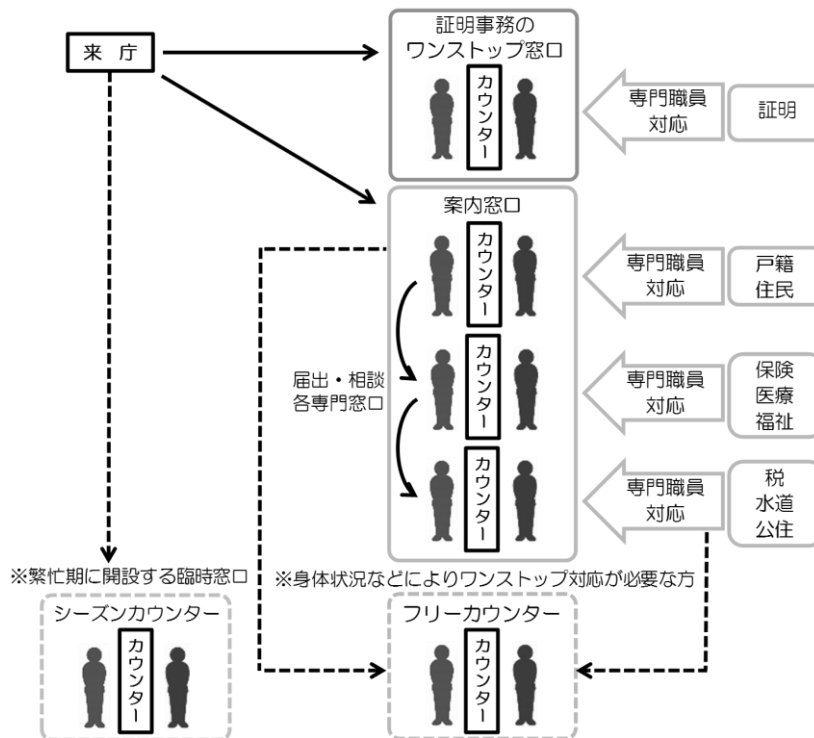 来庁
証明事務の
ワンストップ窓口
カウンター
専門職員
対応
証明
案内窓口
カウンター
専門職員
対応
戸籍
住民
届出・相談
各専門窓口
カウンター
専門職員
対応
保険
医療
福祉
カウンター
専門職員
対応
税
水道
公住
※繁忙期に開設する臨時窓口
シーズンカウンター
カウンター
※身体状況などによりワンストップ対応が必要な方
フリーカウンター
カウンター